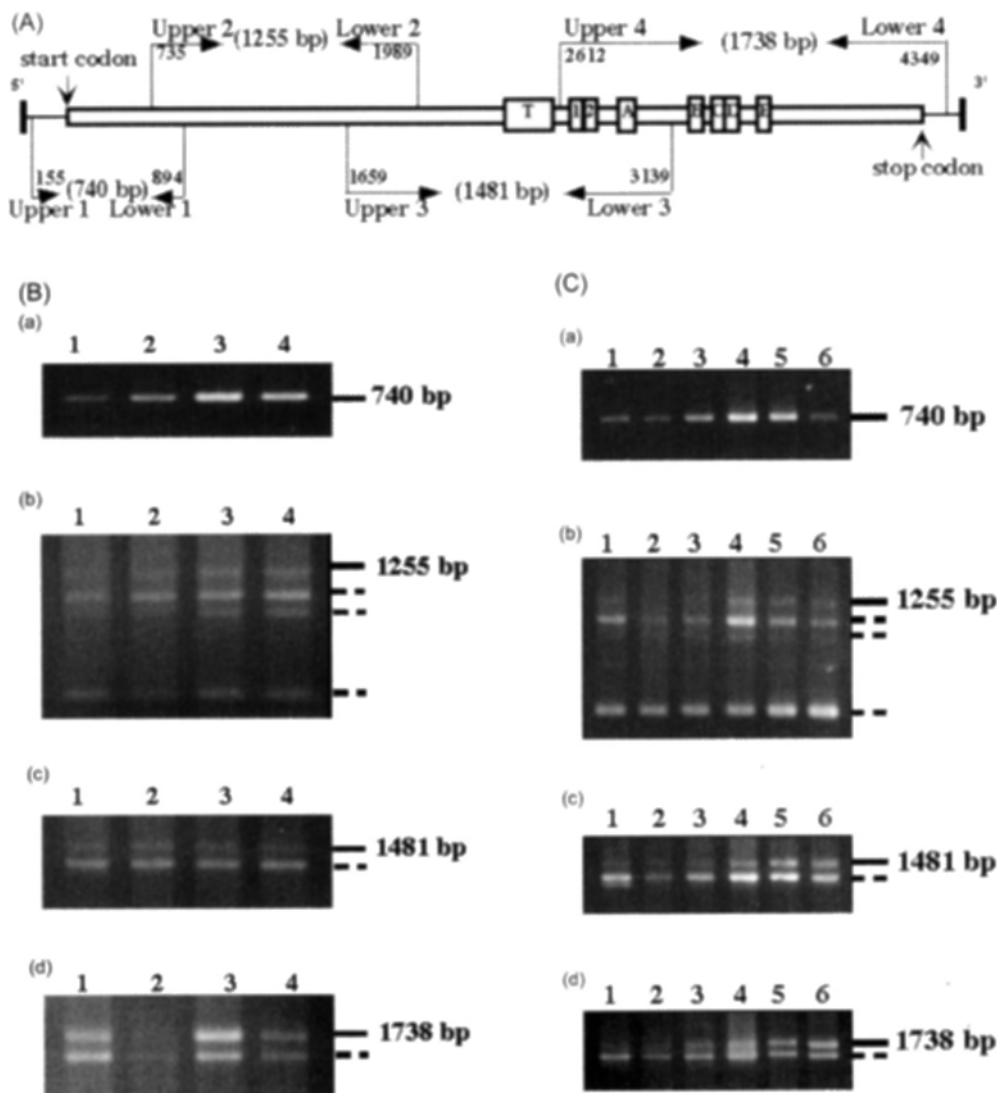 (A)
Upper 2 (1255 bp) Lower 2
735 1989
Upper 4 (1738 bp) Lower 4
2612 4349
start codon
5' 3'
T 1 2 A B C E
stop codon
155 (740 bp) 894
Upper 1 Lower 1
1659 (1481 bp) 3139
Upper 3 Lower 3
(B)
(a)
1 2 3 4
740 bp
(b)
1 2 3 4
1255 bp
(c)
1 2 3 4
1481 bp
(d)
1 2 3 4
1738 bp
(C)
(a)
1 2 3 4 5 6
740 bp
(b)
1 2 3 4 5 6
1255 bp
(c)
1 2 3 4 5 6
1481 bp
(d)
1 2 3 4 5 6
1738 bp